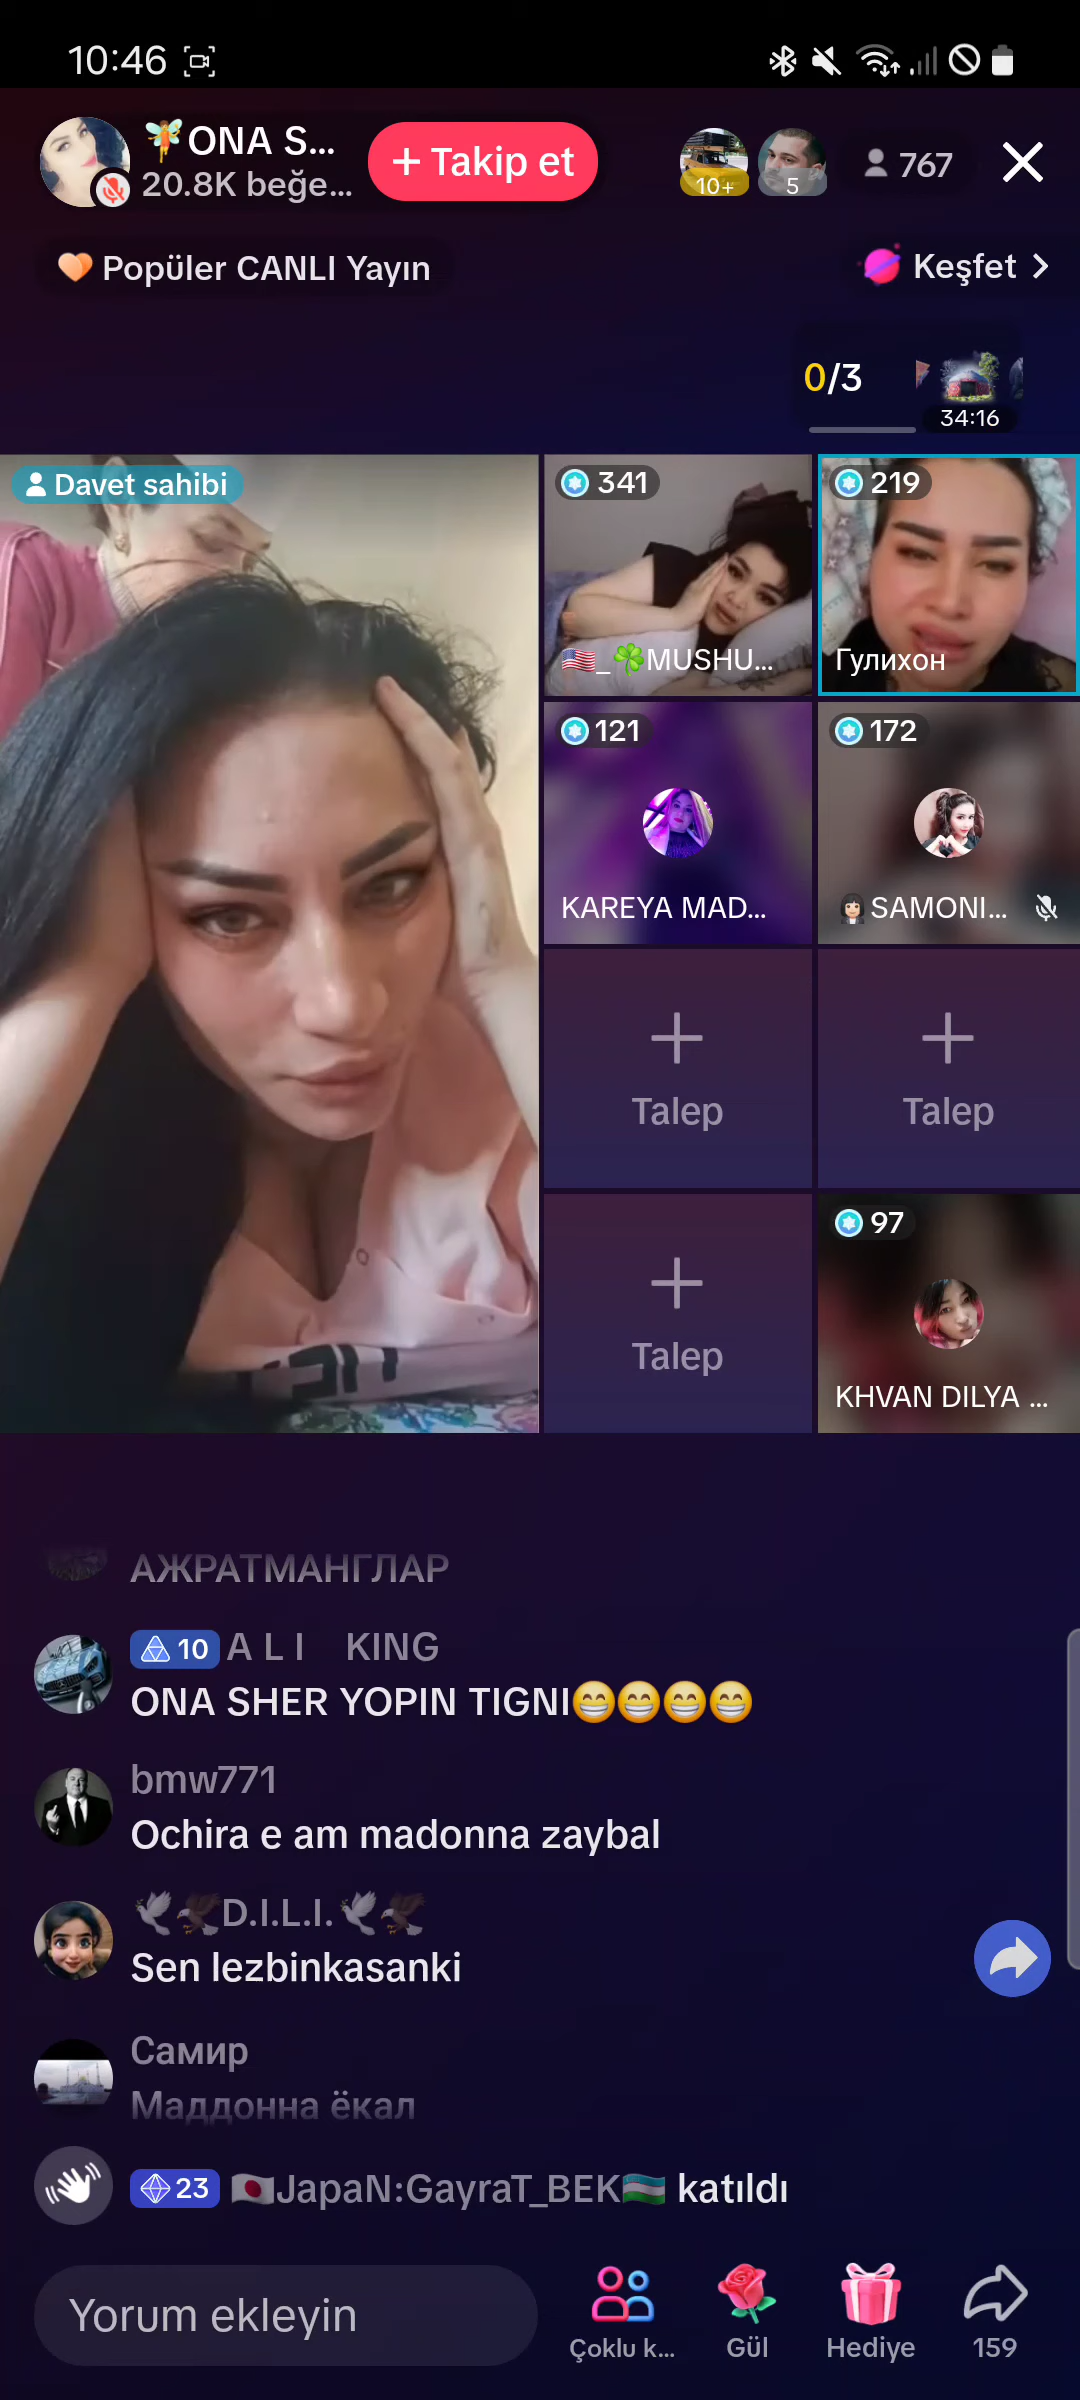 10:46
ONA S...
20.8K beğe...
+ Takip et
10+
5
767
Popüler CANLI Yayın
Keşfet
0/3
34:16
Davet sahibi
341
MUSHU...
219
Гулихон
121
KAREYA MAD...
172
SAMONI...
Talep
Talep
Talep
97
KHVAN DILYA ...
АЖРАТМАНГЛАР
10 A L I KING
ONA SHER YOPIN TIGNI😁😁😁😁
bmw771
Ochira e am madonna zaybal
🕊️🦅D.I.L.I.🕊️🦅
Sen lezbinkasanki
Самир
Маддонна ёкал
23 🇯🇵JapaN:GayraT_BEK🇺🇿 katıldı
Yorum ekleyin
Çoklu k...
Gül
Hediye
159